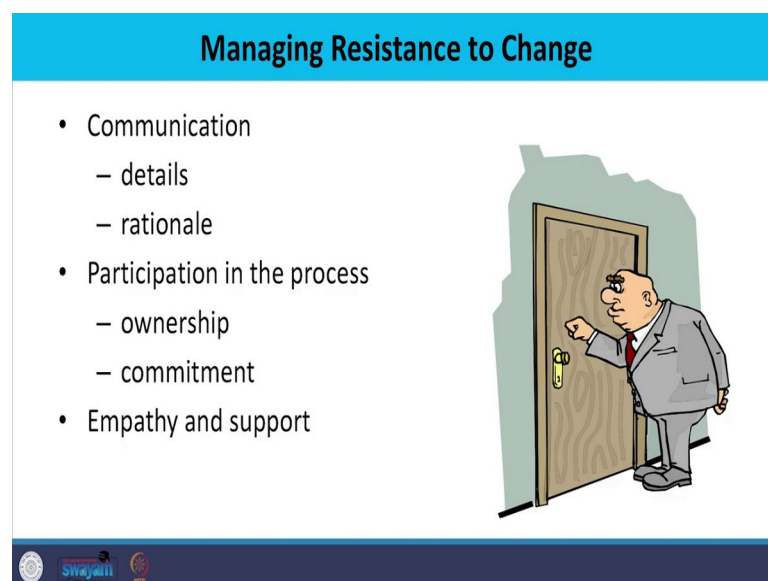 Managing Resistance to Change
• Communication
– details
– rationale
• Participation in the process
– ownership
– commitment
• Empathy and support
swayam